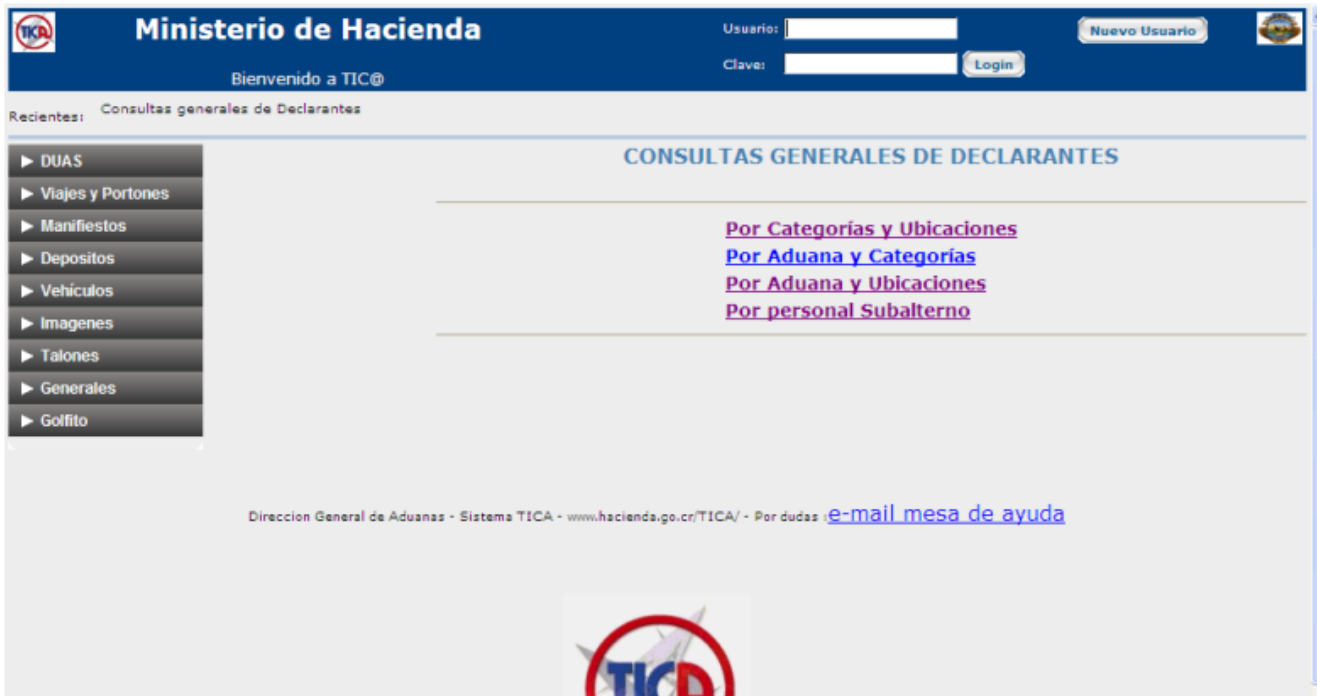 TICA
Ministerio de Hacienda
Usuario:
Nuevo Usuario
Clave:
Login
Bienvenido a TIC@
Recientes: Consultas generales de Declarantes
DUAS
Viajes y Portones
Manifiestos
Depositos
Vehículos
Imagenes
Talones
Generales
Golfito
CONSULTAS GENERALES DE DECLARANTES
Por Categorías y Ubicaciones
Por Aduana y Categorías
Por Aduana y Ubicaciones
Por personal Subalterno
Direccion General de Aduanas - Sistema TICA - www.hacienda.go.cr/TICA/ - Por dudas :e-mail mesa de ayuda
TICA